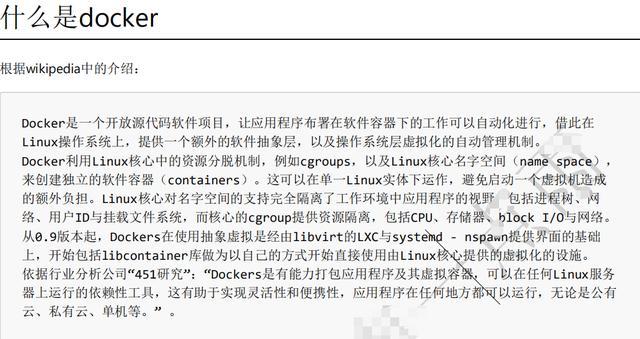 什么是docker
根据wikipedia中的介绍：
Docker是一个开放源代码软件项目，让应用程序布署在软件容器下的工作可以自动化进行，借此在
Linux操作系统上，提供一个额外的软件抽象层，以及操作系统层虚拟化的自动管理机制。
Docker利用Linux核心中的资源分脱机制，例如cgroups，以及Linux核心名字空间（name space），
来创建独立的软件容器（containers）。这可以在单一Linux实体下运作，避免启动一个虚拟机造成
的额外负担。Linux核心对名字空间的支持完全隔离了工作环境中应用程序的视野，包括进程树、网
络、用户ID与挂载文件系统，而核心的cgroup提供资源隔离，包括CPU、存储器、block I/O与网络。
从0.9版本起，Dockers在使用抽象虚拟是经由libvirt的LXC与systemd - nspawn提供界面的基础
上，开始包括libcontainer库做为以自己的方式开始直接使用由Linux核心提供的虚拟化的设施。
依据行业分析公司“451研究”：“Dockers是有能力打包应用程序及其虚拟容器，可以在任何Linux服务
器上运行的依赖性工具，这有助于实现灵活性和便携性，应用程序在任何地方都可以运行，无论是公有
云、私有云、单机等。” 。